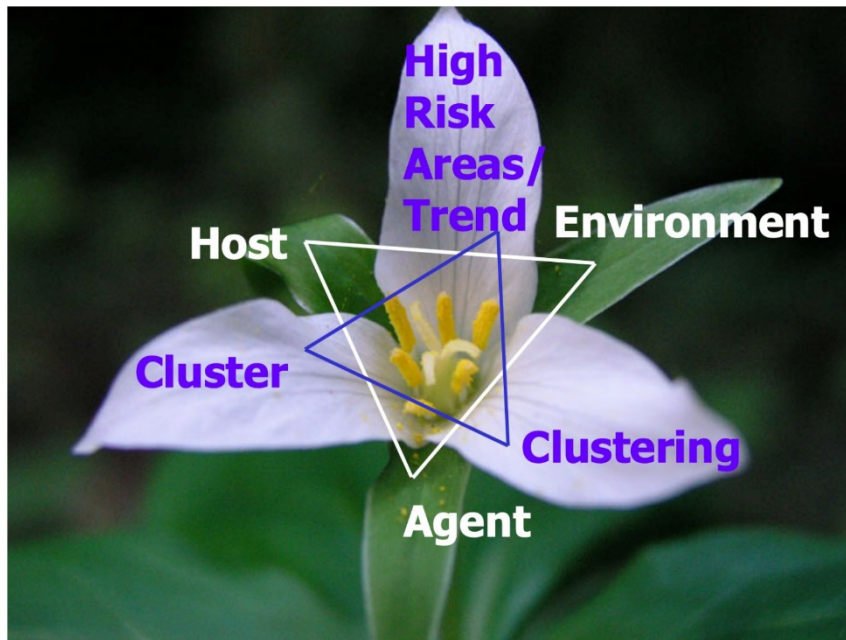 High
Risk
Areas/
Trend
Host
Environment
Cluster
Clustering
Agent